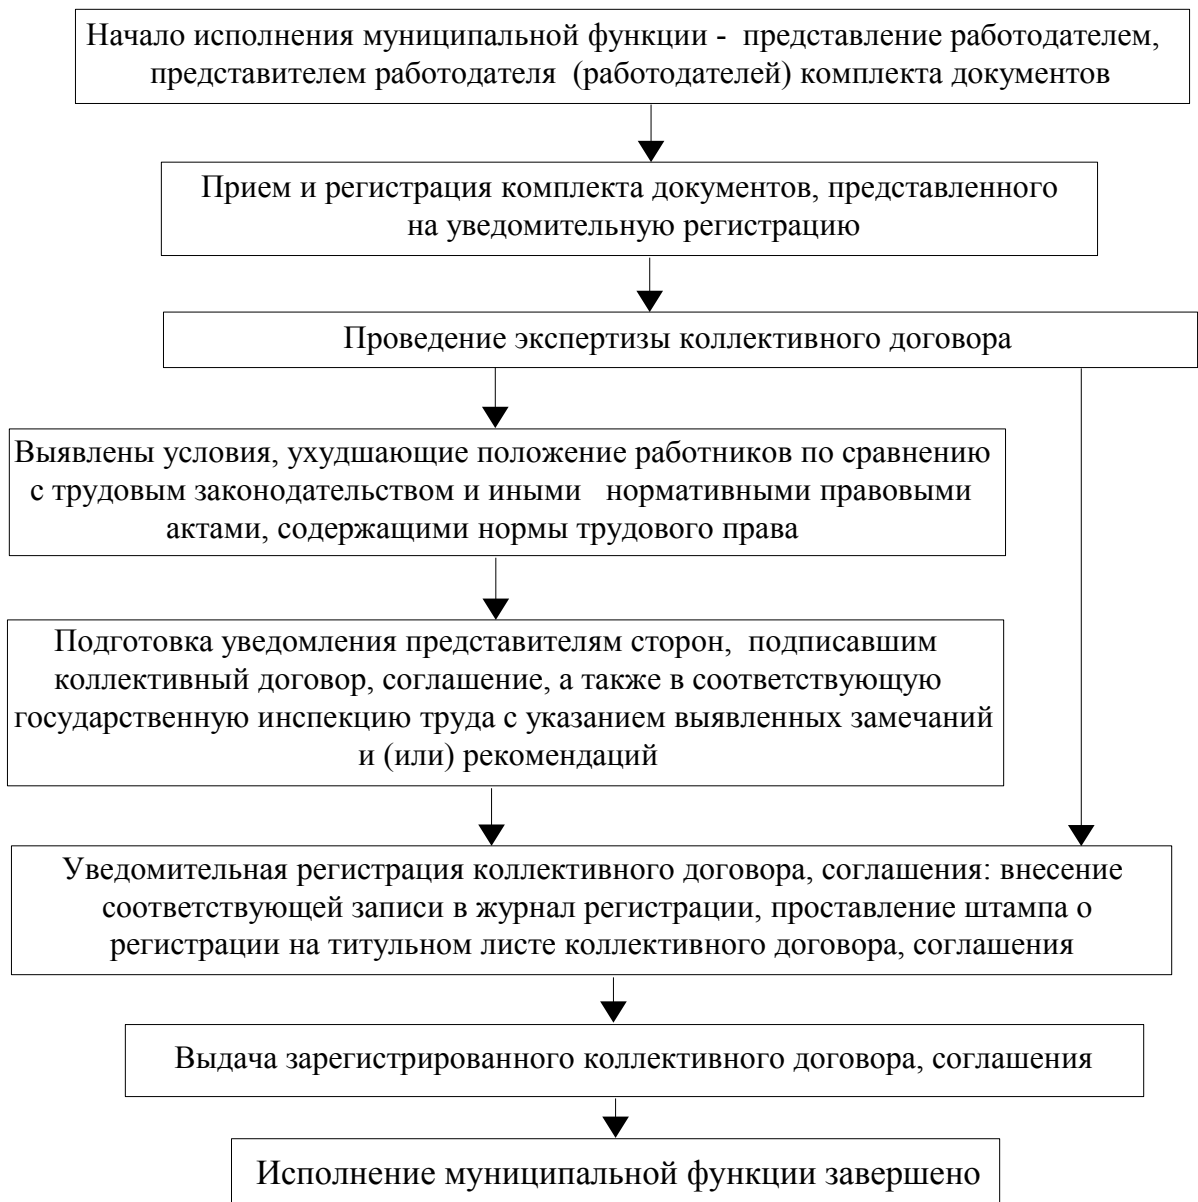 Начало исполнения муниципальной функции - представление работодателем,
представителем работодателя (работодателей) комплекта документов
Прием и регистрация комплекта документов, представленного
на уведомительную регистрацию
Проведение экспертизы коллективного договора
Выявлены условия, ухудшающие положение работников по сравнению
с трудовым законодательством и иными нормативными правовыми
актами, содержащими нормы трудового права
Подготовка уведомления представителям сторон, подписавшим
коллективный договор, соглашение, а также в соответствующую
государственную инспекцию труда с указанием выявленных замечаний
и (или) рекомендаций
Уведомительная регистрация коллективного договора, соглашения: внесение
соответствующей записи в журнал регистрации, проставление штампа о
регистрации на титульном листе коллективного договора, соглашения
Выдача зарегистрированного коллективного договора, соглашения
Исполнение муниципальной функции завершено